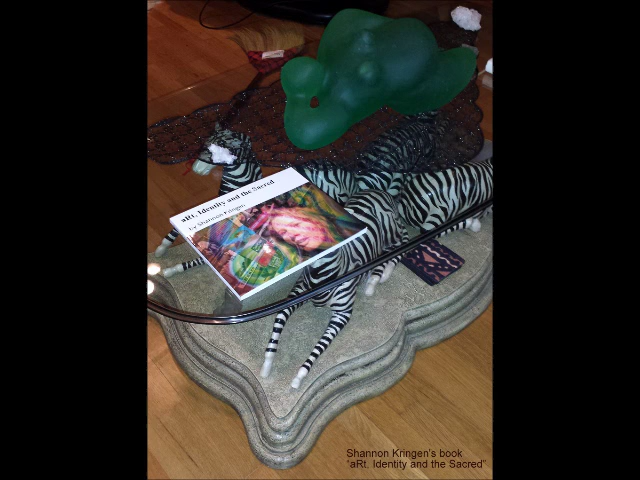 aRt. Identity and the Sacred
by Shannon Kringen
Shannon Kringen's book
"aRt. Identity and the Sacred"